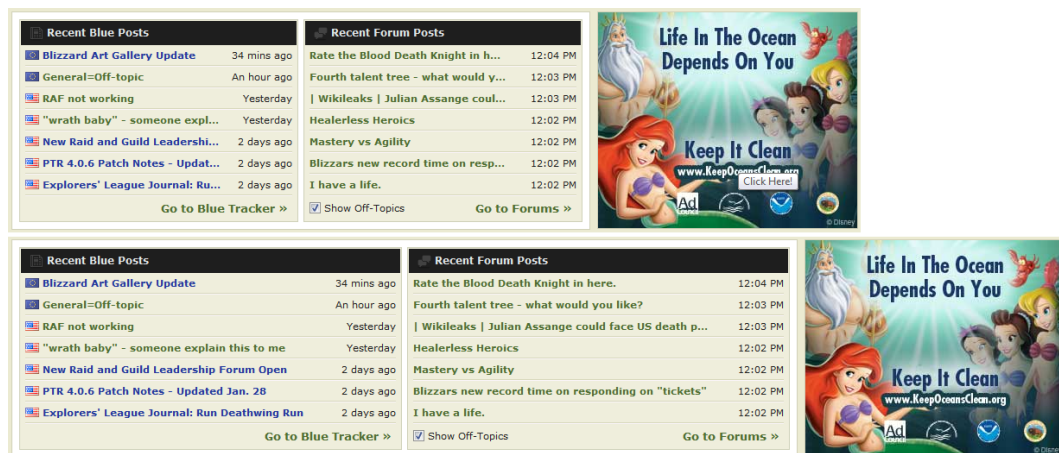 Recent Blue Posts
Blizzard Art Gallery Update 34 mins ago
General=Off-topic An hour ago
RAF not working Yesterday
"wrath baby" - someone expl... Yesterday
New Raid and Guild Leadershi... 2 days ago
PTR 4.0.6 Patch Notes - Updat... 2 days ago
Explorers' League Journal: Ru... 2 days ago
Go to Blue Tracker »
Recent Forum Posts
Rate the Blood Death Knight in h... 12:04 PM
Fourth talent tree - what would y... 12:03 PM
| Wikileaks | Julian Assange coul... 12:03 PM
Healerless Heroics 12:02 PM
Mastery vs Agility 12:02 PM
Blizzars new record time on resp... 12:02 PM
I have a life. 12:02 PM
Show Off-Topics Go to Forums »
Life In The Ocean
Depends On You
Keep It Clean
www.KeepOceansClean.org
Click Here!
Ad
© Disney
Recent Blue Posts
Blizzard Art Gallery Update 34 mins ago
General=Off-topic An hour ago
RAF not working Yesterday
"wrath baby" - someone explain this to me Yesterday
New Raid and Guild Leadership Forum Open 2 days ago
PTR 4.0.6 Patch Notes - Updated Jan. 28 2 days ago
Explorers' League Journal: Run Deathwing Run 2 days ago
Go to Blue Tracker »
Recent Forum Posts
Rate the Blood Death Knight in here. 12:04 PM
Fourth talent tree - what would you like? 12:03 PM
| Wikileaks | Julian Assange could face US death p... 12:03 PM
Healerless Heroics 12:02 PM
Mastery vs Agility 12:02 PM
Blizzars new record time on responding on "tickets" 12:02 PM
I have a life. 12:02 PM
Show Off-Topics Go to Forums »
Life In The Ocean
Depends On You
Keep It Clean
www.KeepOceansClean.org
Ad
© Disney